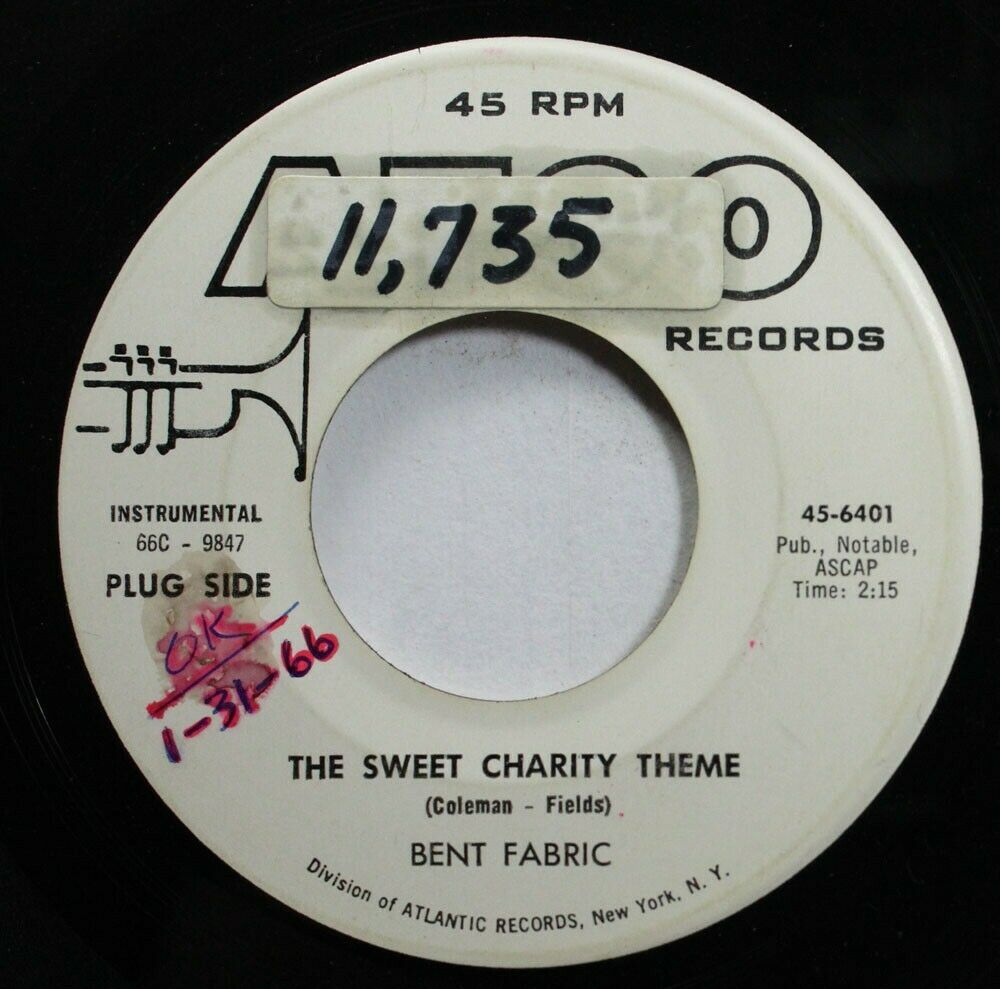 45 RPM
11,735
RECORDS
INSTRUMENTAL
66C - 9847
PLUG SIDE
OK
1-31-66
45-6401
Pub., Notable,
ASCAP
Time: 2:15
THE SWEET CHARITY THEME
(Coleman - Fields)
BENT FABRIC
Division of ATLANTIC RECORDS, New York, N. Y.